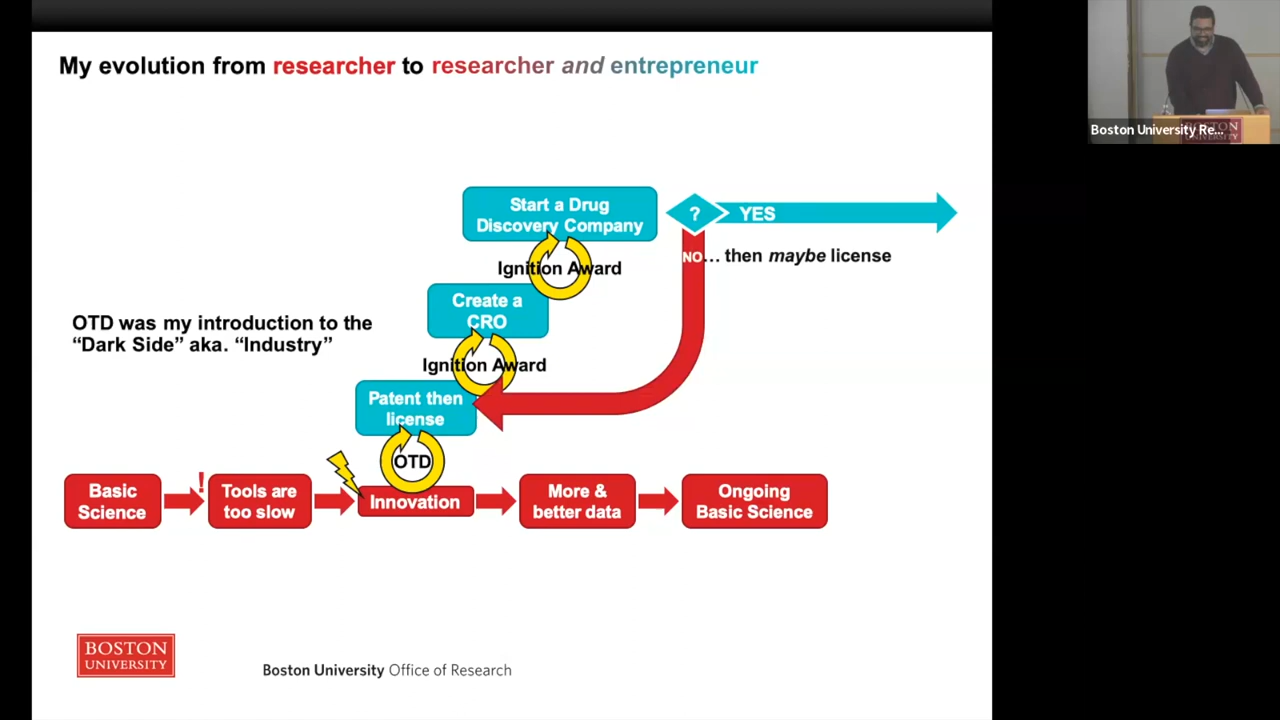 My evolution from researcher to researcher and entrepreneur
Boston University Re...
BOSTON
UNIVERSITY
Start a Drug
Discovery Company
?
YES
NO... then maybe license
Ignition Award
Create a
CRO
OTD was my introduction to the
“Dark Side” aka. “Industry”
Ignition Award
Patent then
license
OTD
Basic
Science
!
Tools are
too slow
Innovation
More &
better data
Ongoing
Basic Science
BOSTON
UNIVERSITY
Boston University Office of Research